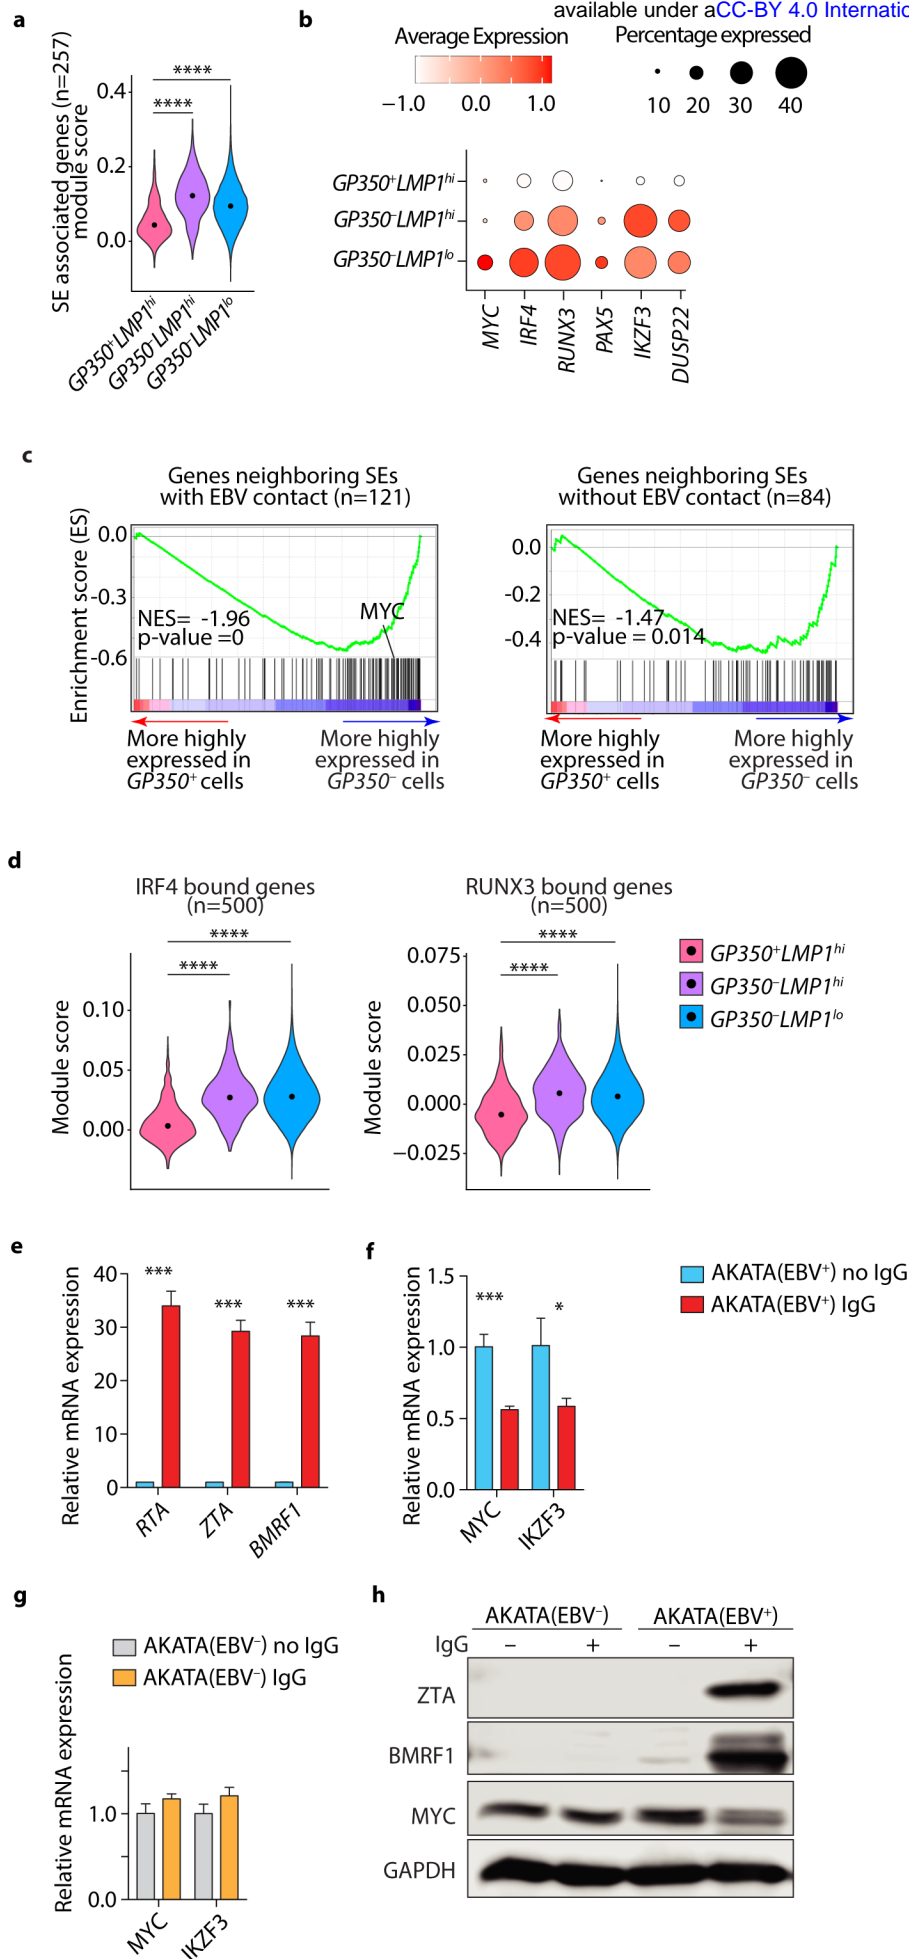 available under aCC-BY 4.0 Internatio
a
SE associated genes (n=257)
module score
0.4
0.2
0.0
****
****
GP350⁺LMP1ʰⁱ
GP350⁻LMP1ʰⁱ
GP350⁻LMP1ˡᵒ
b
Average Expression
−1.0 0.0 1.0
Percentage expressed
10 20 30 40
GP350⁺LMP1ʰⁱ
GP350⁻LMP1ʰⁱ
GP350⁻LMP1ˡᵒ
MYC
IRF4
RUNX3
PAX5
IKZF3
DUSP22
c
Genes neighboring SEs
with EBV contact (n=121)
Enrichment score (ES)
0.0
-0.3
-0.6
NES= -1.96
p-value =0
MYC
More highly
expressed in
GP350⁺ cells
More highly
expressed in
GP350⁻ cells
Genes neighboring SEs
without EBV contact (n=84)
0.0
-0.2
-0.4
NES= -1.47
p-value = 0.014
More highly
expressed in
GP350⁺ cells
More highly
expressed in
GP350⁻ cells
d
IRF4 bound genes
(n=500)
Module score
0.10
0.05
0.00
****
****
RUNX3 bound genes
(n=500)
Module score
0.075
0.050
0.025
0.000
−0.025
****
****
GP350⁺LMP1ʰⁱ
GP350⁻LMP1ʰⁱ
GP350⁻LMP1ˡᵒ
e
Relative mRNA expression
40
30
20
10
0
***
***
***
RTA
ZTA
BMRF1
f
Relative mRNA expression
1.5
1.0
0.5
0.0
***
*
MYC
IKZF3
AKATA(EBV⁺) no IgG
AKATA(EBV⁺) IgG
g
AKATA(EBV⁻) no IgG
AKATA(EBV⁻) IgG
Relative mRNA expression
1.0
0.0
MYC
IKZF3
h
AKATA(EBV⁻) AKATA(EBV⁺)
IgG − + − +
ZTA
BMRF1
MYC
GAPDH